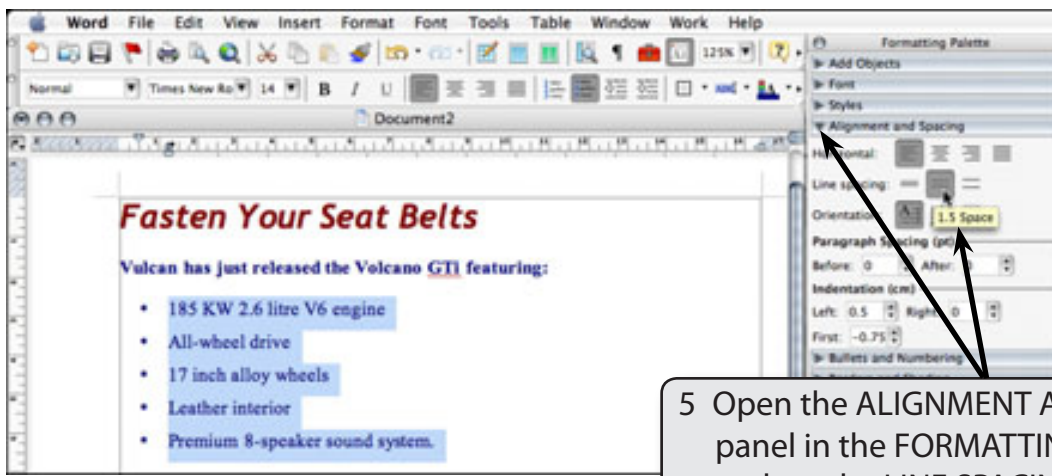 Word File Edit View Insert Format Font Tools Table Window Work Help
125%
Normal Times New Ro 14 B I U
Document2
Fasten Your Seat Belts
Vulcan has just released the Volcano GTi featuring:
• 185 KW 2.6 litre V6 engine
• All-wheel drive
• 17 inch alloy wheels
• Leather interior
• Premium 8-speaker sound system.
Formatting Palette
Add Objects
Font
Styles
Alignment and Spacing
Horizontal:
Line spacing:
1.5 Space
Paragraph Spacing (pt)
Before: 0 After:
Indentation (cm)
Left: 0.5 Right: 0
First: -0.75
Bullets and Numbering
5 Open the ALIGNMENT A
panel in the FORMATTIN